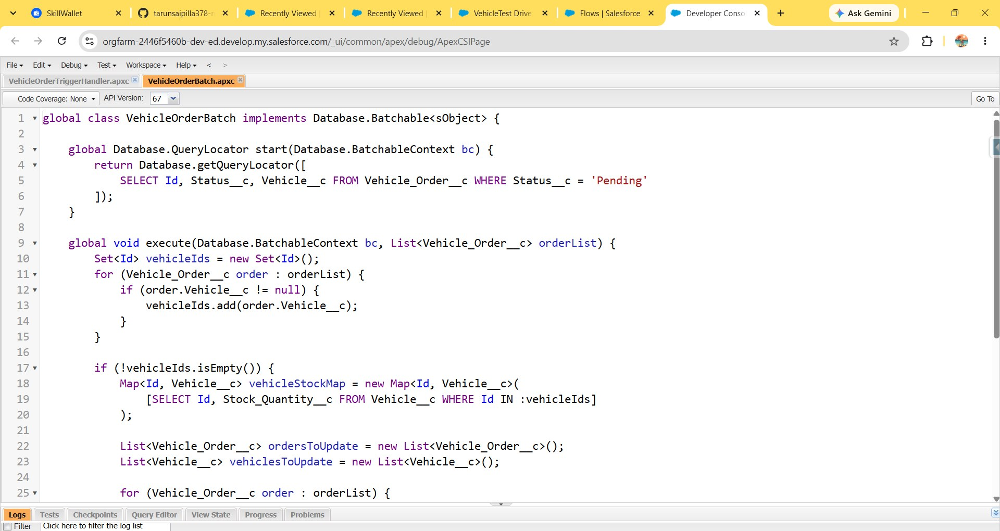 SkillWallet
tarunsaipilla378-
Recently Viewed
Recently Viewed
VehicleTest Drive
Flows | Salesforce
Developer Conso
Ask Gemini
orgfarm-2446f5460b-dev-ed.develop.my.salesforce.com/_ui/common/apex/debug/ApexCSIPage
File Edit Debug Test Workspace Help < >
VehicleOrderTriggerHandler.apxc VehicleOrderBatch.apxc
Code Coverage: None API Version: 67 Go To
1 global class VehicleOrderBatch implements Database.Batchable<sObject> {
2
3 global Database.QueryLocator start(Database.BatchableContext bc) {
4 return Database.getQueryLocator([
5 SELECT Id, Status__c, Vehicle__c FROM Vehicle_Order__c WHERE Status__c = 'Pending'
6 ]);
7 }
8
9 global void execute(Database.BatchableContext bc, List<Vehicle_Order__c> orderList) {
10 Set<Id> vehicleIds = new Set<Id>();
11 for (Vehicle_Order__c order : orderList) {
12 if (order.Vehicle__c != null) {
13 vehicleIds.add(order.Vehicle__c);
14 }
15 }
16
17 if (!vehicleIds.isEmpty()) {
18 Map<Id, Vehicle__c> vehicleStockMap = new Map<Id, Vehicle__c>(
19 [SELECT Id, Stock_Quantity__c FROM Vehicle__c WHERE Id IN :vehicleIds]
20 );
21
22 List<Vehicle_Order__c> ordersToUpdate = new List<Vehicle_Order__c>();
23 List<Vehicle__c> vehiclesToUpdate = new List<Vehicle__c>();
24
25 for (Vehicle_Order__c order : orderList) {
Logs Tests Checkpoints Query Editor View State Progress Problems
Filter Click here to filter the log list